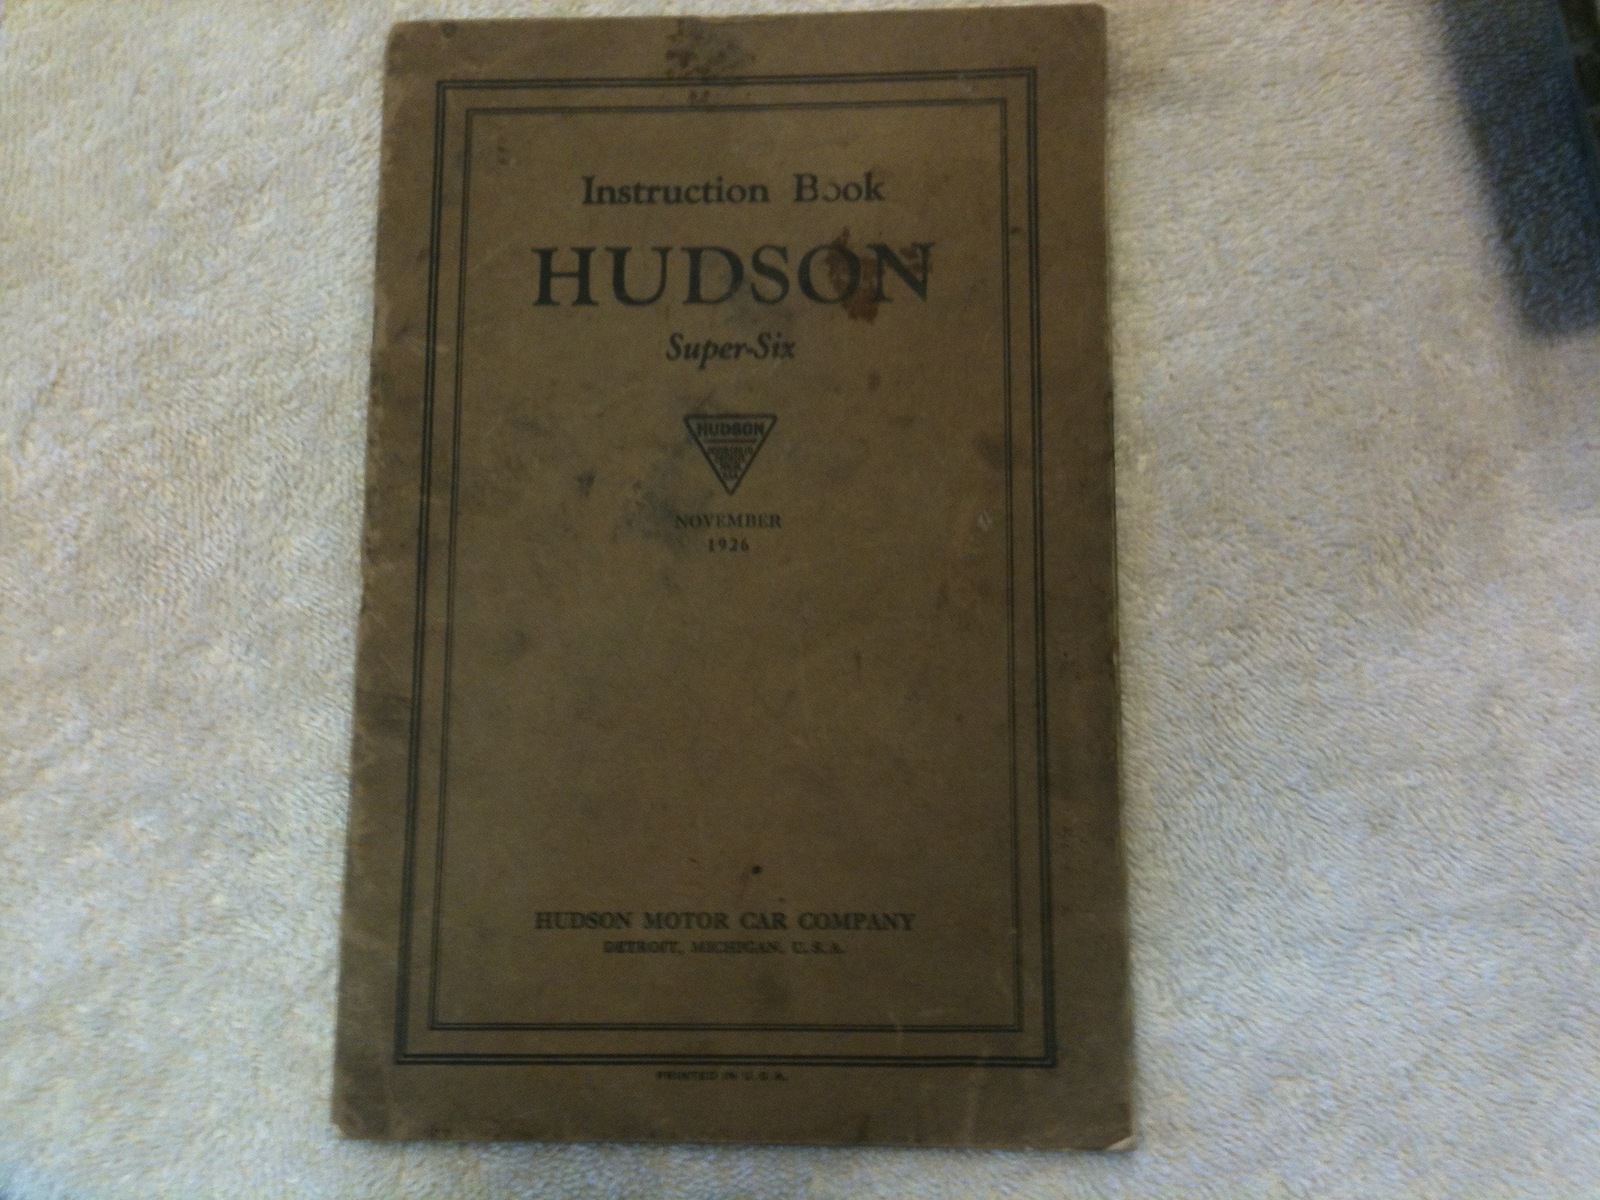 Instruction Book
HUDSON
Super-Six
HUDSON
NOVEMBER
1926
HUDSON MOTOR CAR COMPANY
DETROIT, MICHIGAN, U.S.A.
PRINTED IN U.S.A.